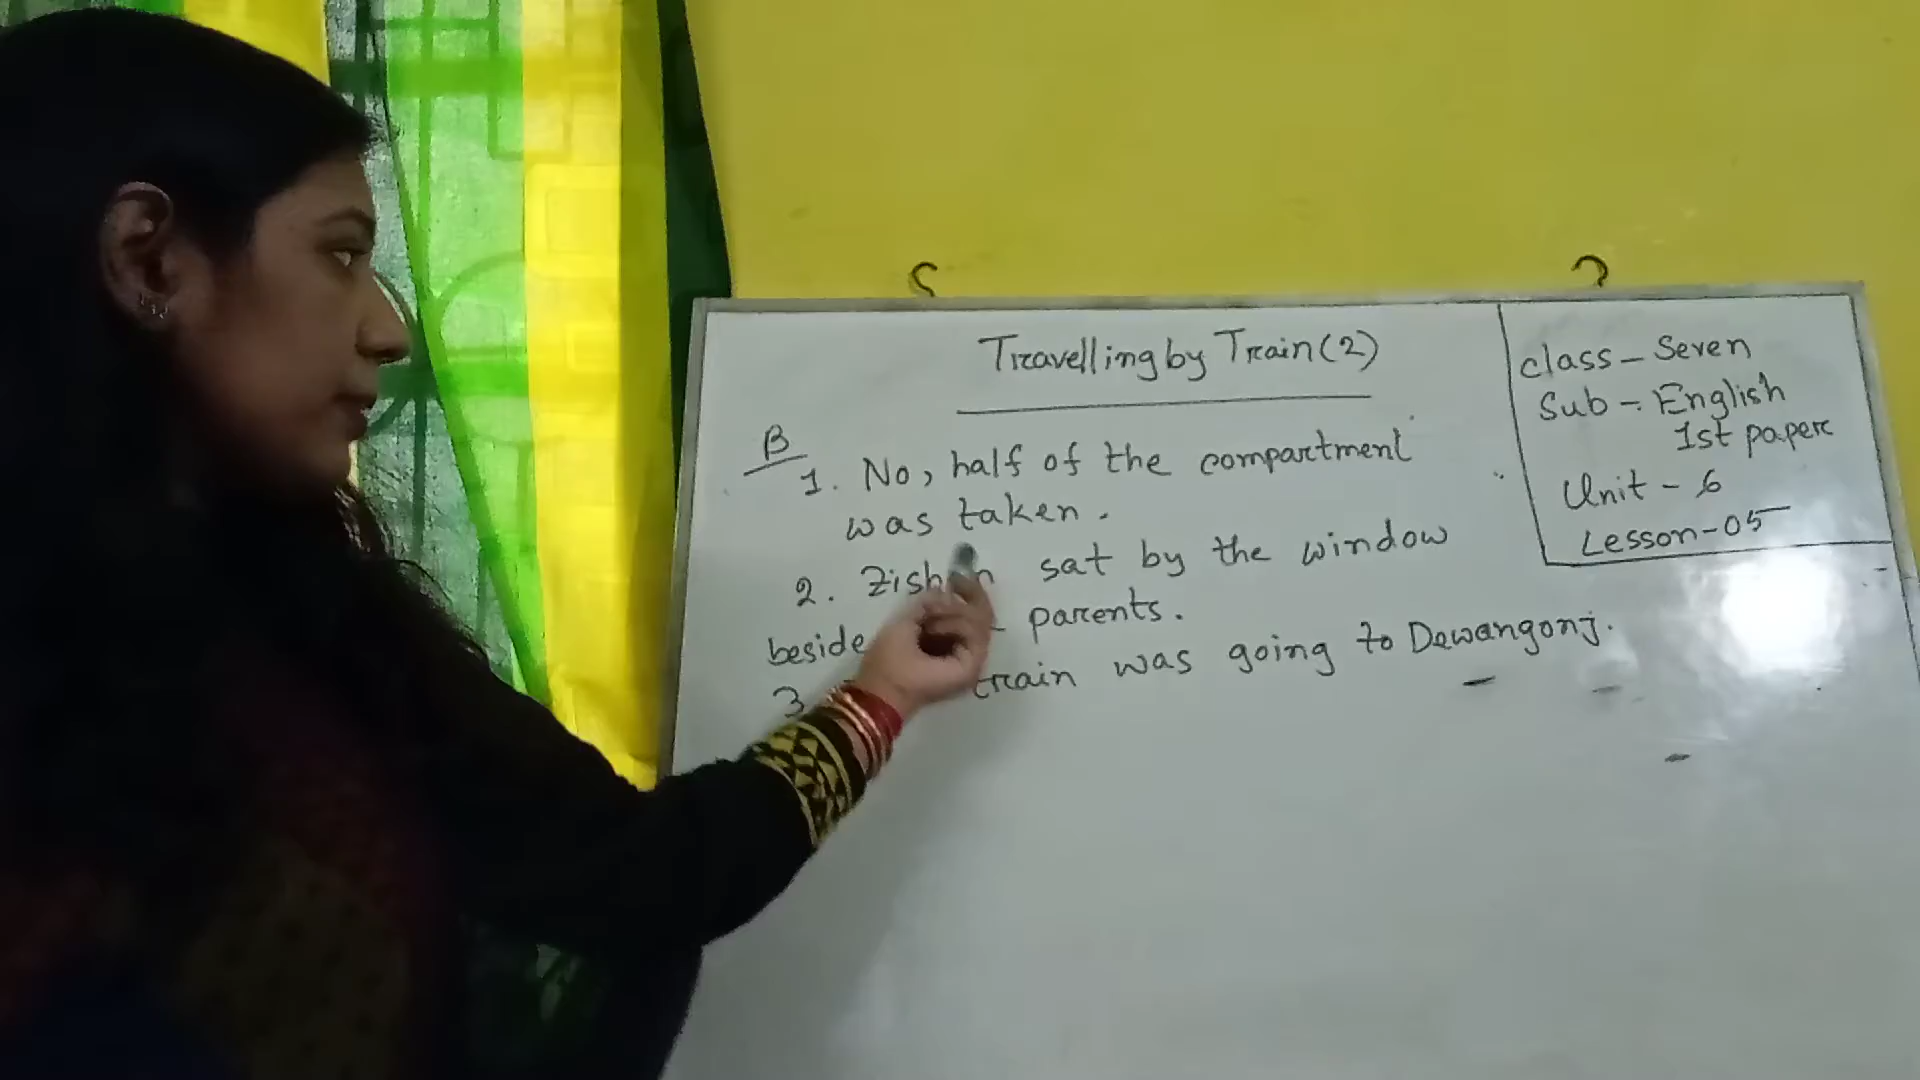 Travelling by Train (2)
class - Seven
Sub - English
1st paper
Unit - 6
Lesson - 05
B
1. No, half of the compartment
was taken.
2. sat by the window
beside parents.
3. train was going to Dewangonj.